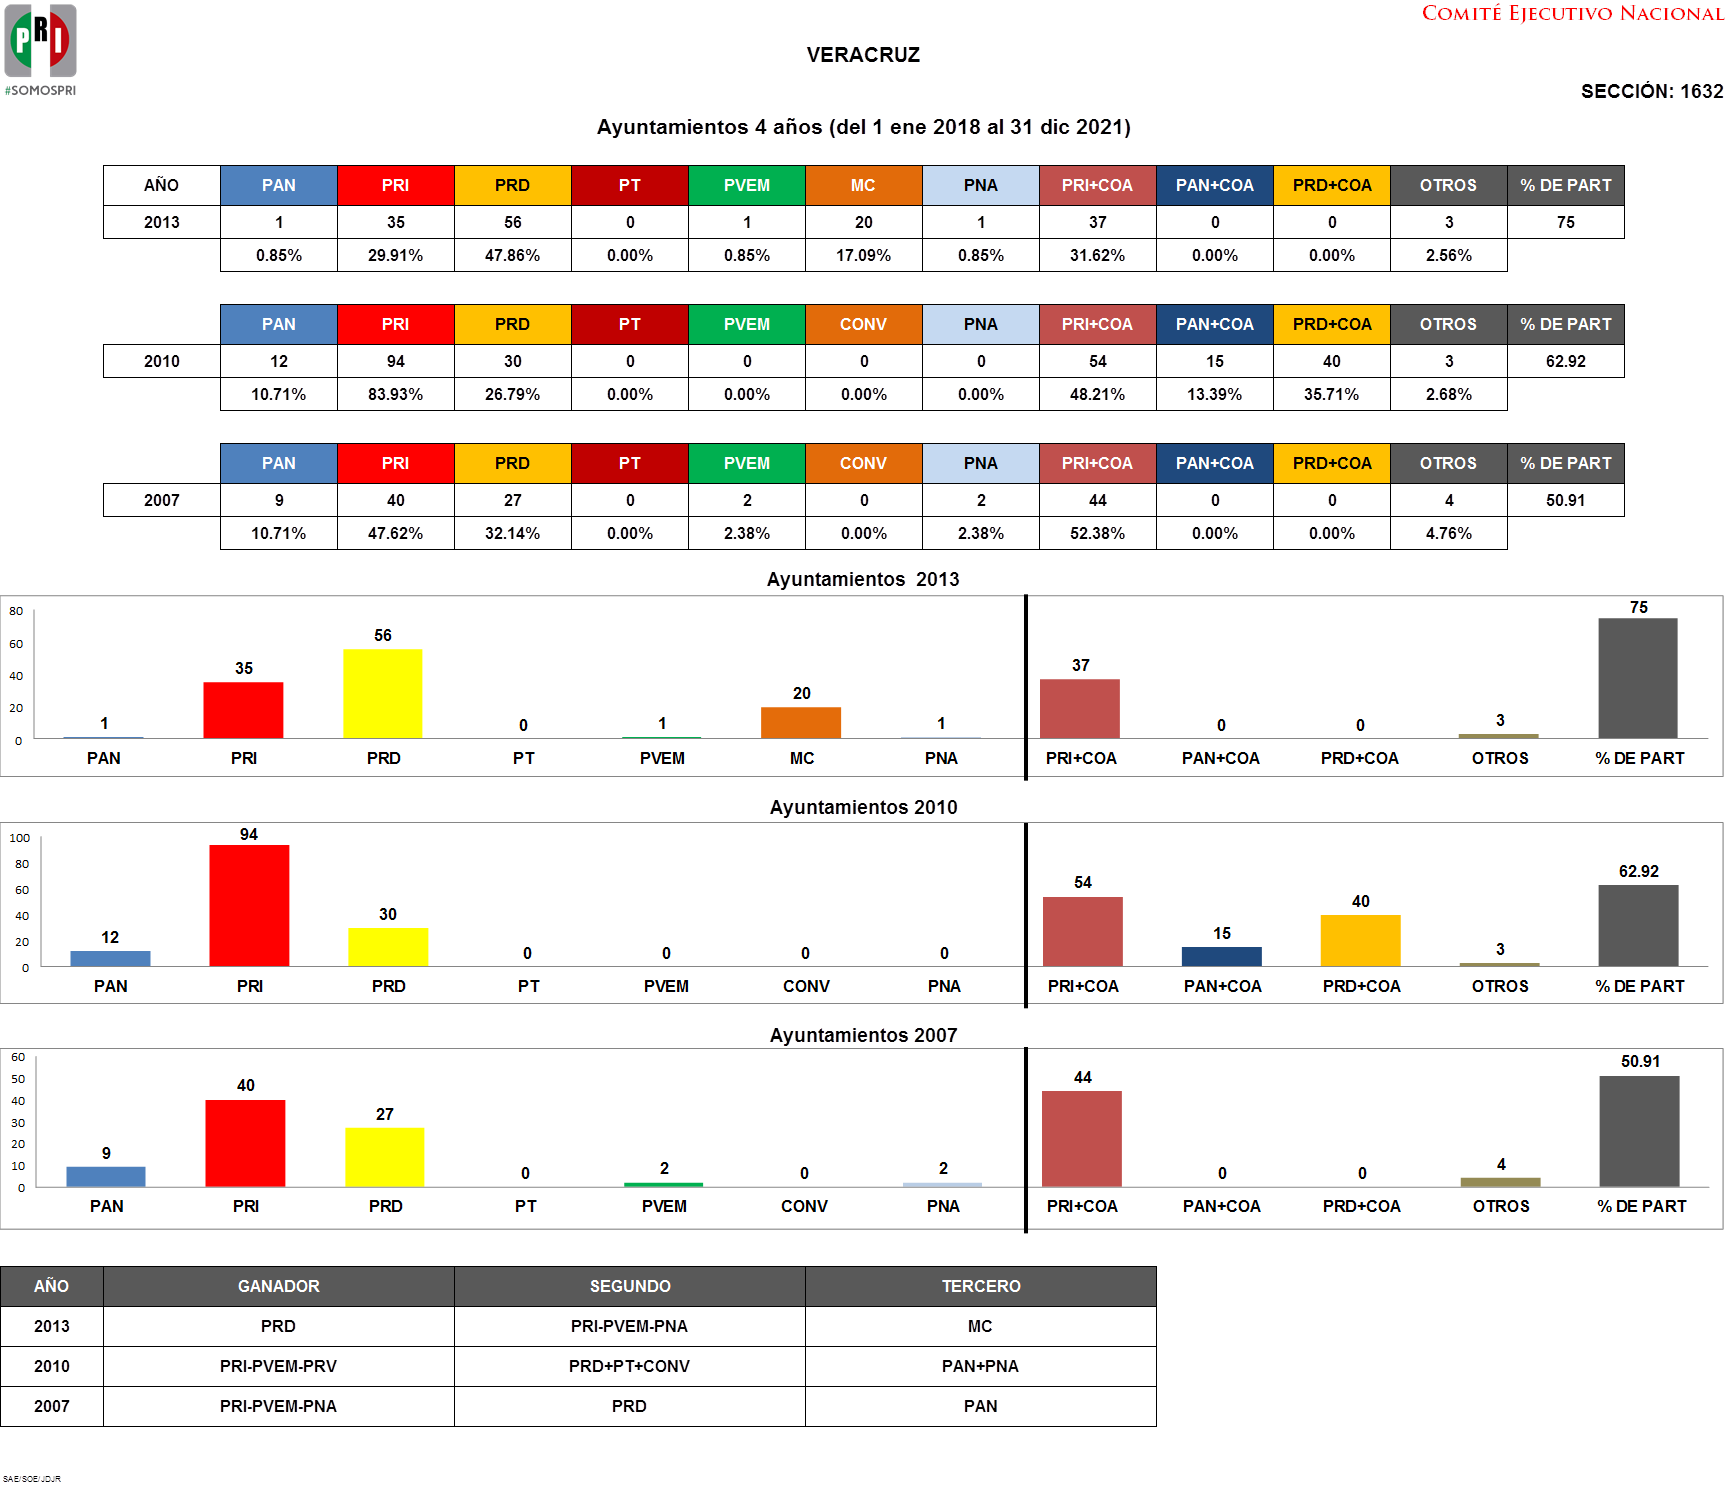 COMITÉ EJECUTIVO NACIONAL
PRI
#SOMOSPRI
VERACRUZ
SECCIÓN: 1632
Ayuntamientos 4 años (del 1 ene 2018 al 31 dic 2021)
AÑO PAN PRI PRD PT PVEM MC PNA PRI+COA PAN+COA PRD+COA OTROS % DE PART
2013 1 35 56 0 1 20 1 37 0 0 3 75
0.85% 29.91% 47.86% 0.00% 0.85% 17.09% 0.85% 31.62% 0.00% 0.00% 2.56%
PAN PRI PRD PT PVEM CONV PNA PRI+COA PAN+COA PRD+COA OTROS % DE PART
2010 12 94 30 0 0 0 0 54 15 40 3 62.92
10.71% 83.93% 26.79% 0.00% 0.00% 0.00% 0.00% 48.21% 13.39% 35.71% 2.68%
PAN PRI PRD PT PVEM CONV PNA PRI+COA PAN+COA PRD+COA OTROS % DE PART
2007 9 40 27 0 2 0 2 44 0 0 4 50.91
10.71% 47.62% 32.14% 0.00% 2.38% 0.00% 2.38% 52.38% 0.00% 0.00% 4.76%
Ayuntamientos 2013
80
60
40
20
0
1 35 56 0 1 20 1 37 0 0 3 75
PAN PRI PRD PT PVEM MC PNA PRI+COA PAN+COA PRD+COA OTROS % DE PART
Ayuntamientos 2010
100
80
60
40
20
0
12 94 30 0 0 0 0 54 15 40 3 62.92
PAN PRI PRD PT PVEM CONV PNA PRI+COA PAN+COA PRD+COA OTROS % DE PART
Ayuntamientos 2007
60
50
40
30
20
10
0
9 40 27 0 2 0 2 44 0 0 4 50.91
PAN PRI PRD PT PVEM CONV PNA PRI+COA PAN+COA PRD+COA OTROS % DE PART
AÑO GANADOR SEGUNDO TERCERO
2013 PRD PRI-PVEM-PNA MC
2010 PRI-PVEM-PRV PRD+PT+CONV PAN+PNA
2007 PRI-PVEM-PNA PRD PAN
SAE/SOE/JDJR